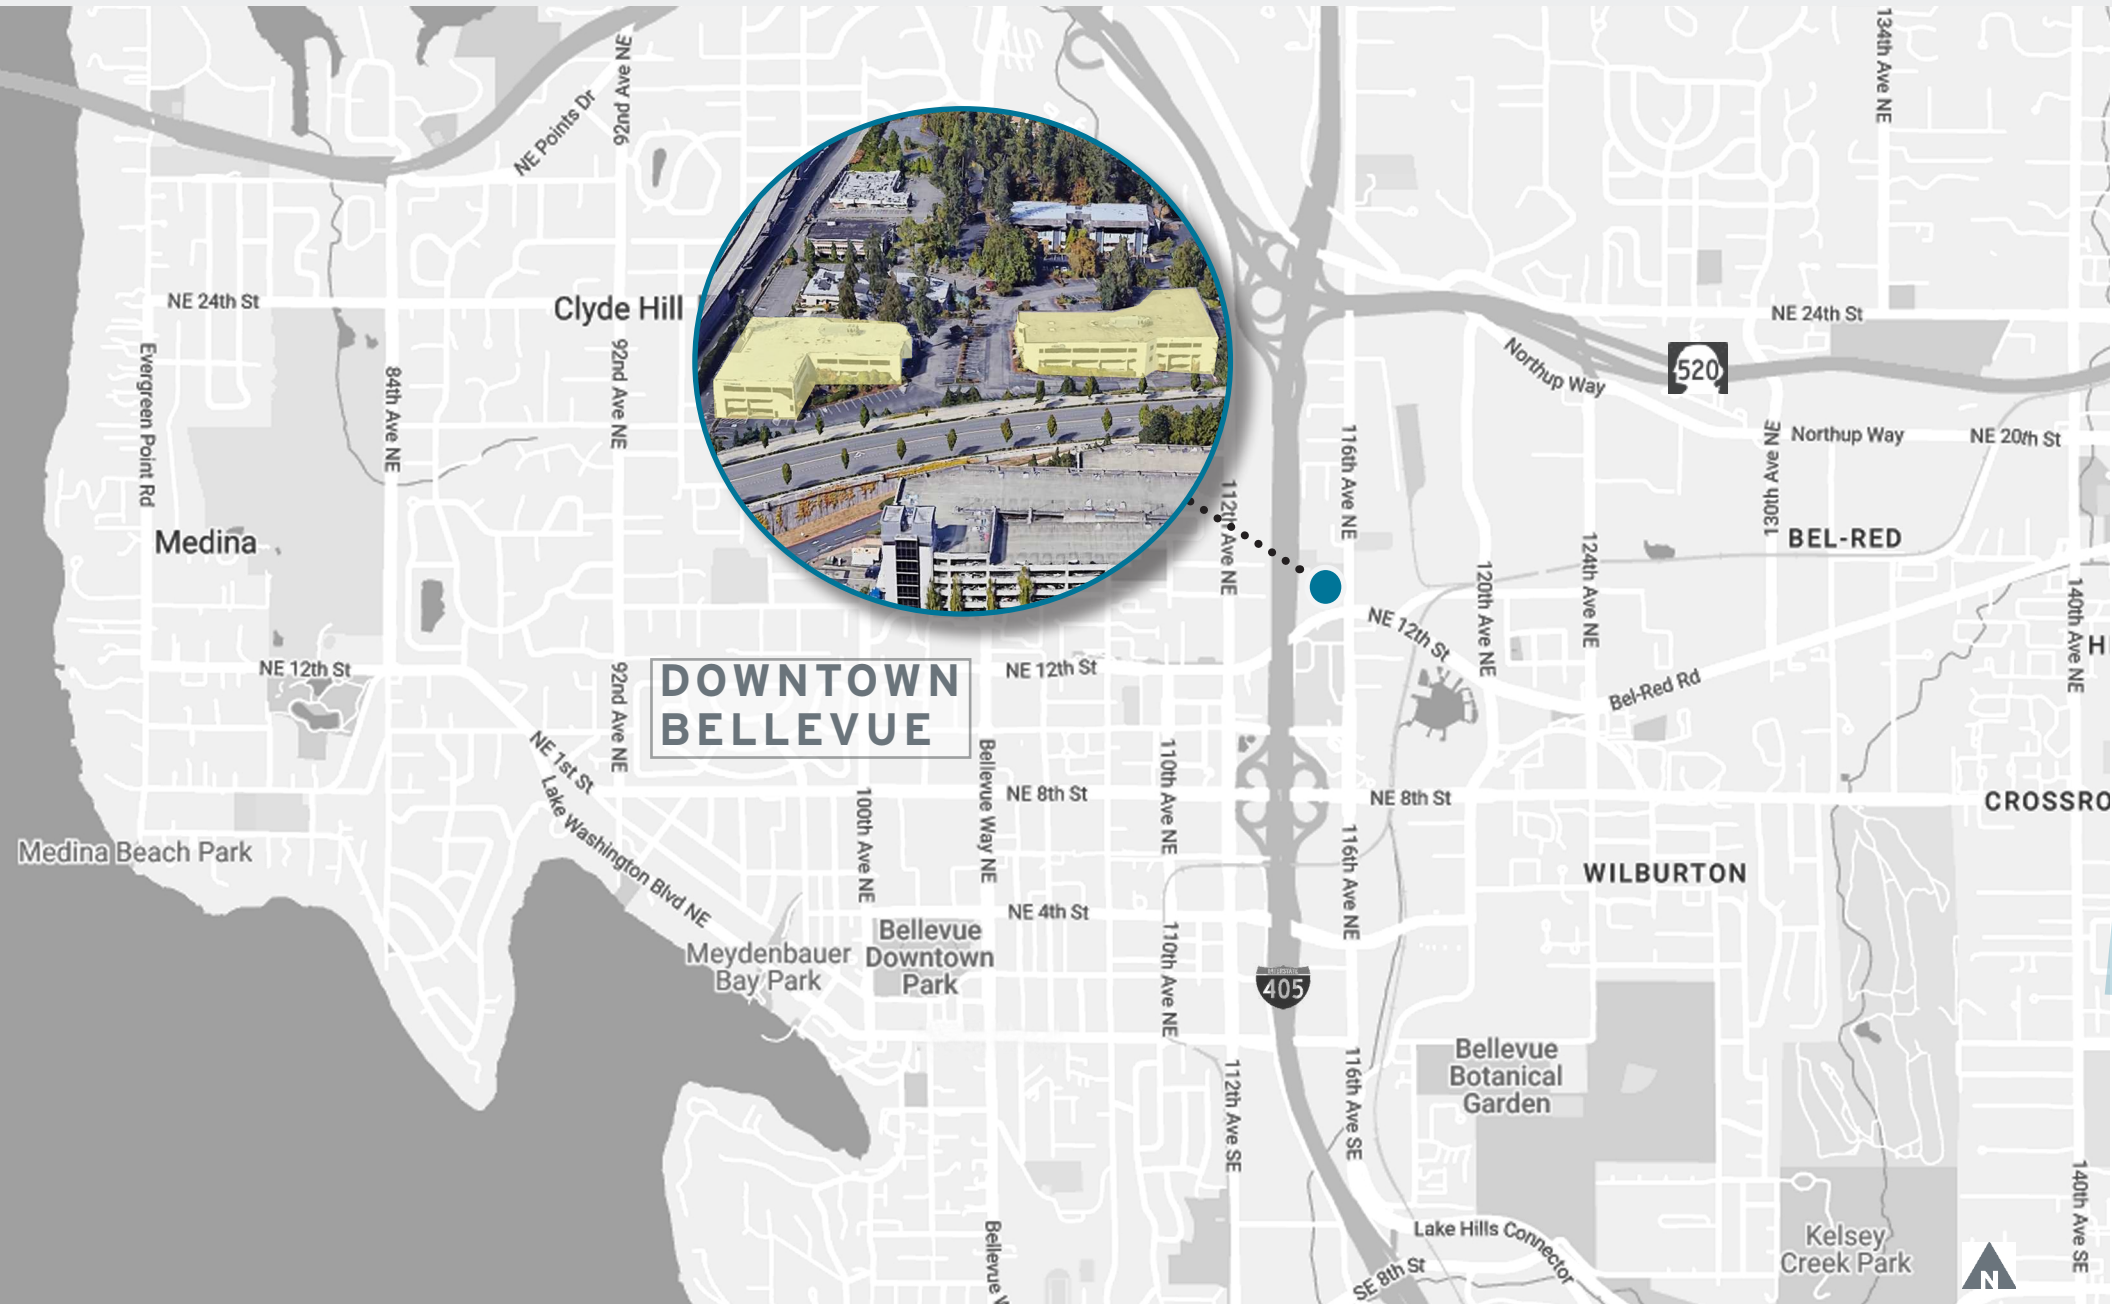 134th Ave NE
92nd Ave NE
NE Points Dr
NE 24th St
Clyde Hill
NE 24th St
Evergreen Point Rd
84th Ave NE
92nd Ave NE
Northup Way
520
116th Ave NE
130th Ave NE
Northup Way
NE 20th St
112th Ave NE
Medina
124th Ave NE
BEL-RED
120th Ave NE
140th Ave NE
NE 12th St
H
NE 12th St
92nd Ave NE
DOWNTOWN
BELLEVUE
NE 12th St
Bel-Red Rd
NE 1st St
Bellevue Way NE
110th Ave NE
Lake Washington Blvd NE
100th Ave NE
NE 8th St
NE 8th St
CROSSRO
116th Ave NE
Medina Beach Park
WILBURTON
NE 4th St
110th Ave NE
Meydenbauer
Bay Park
Bellevue
Downtown
Park
INTERSTATE
405
Bellevue
Botanical
Garden
116th Ave SE
112th Ave SE
140th Ave SE
Bellevue W
Lake Hills Connector
SE 8th St
Kelsey
Creek Park
N